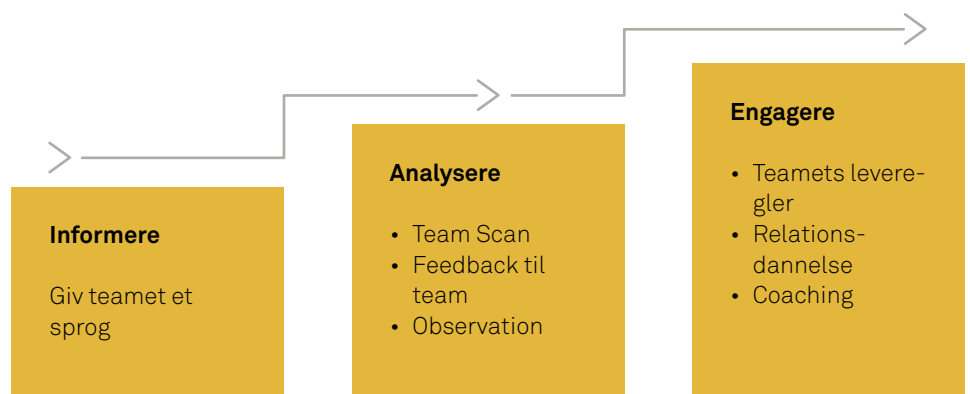 Informere
Giv teamet et
sprog
Analysere
• Team Scan
• Feedback til
team
• Observation
Engagere
• Teamets levere-
gler
• Relations-
dannelse
• Coaching